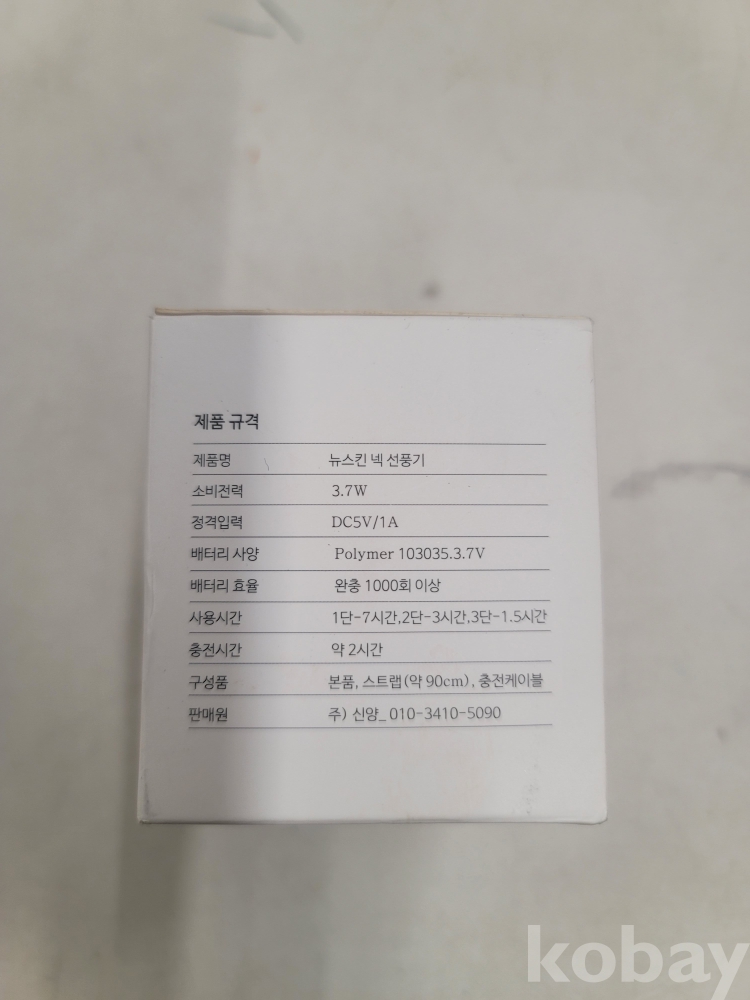 제품 규격
제품명 뉴스킨 넥 선풍기
소비전력 3.7W
정격입력 DC5V/1A
배터리 사양 Polymer 103035.3.7V
배터리 효율 완충 1000회 이상
사용시간 1단-7시간,2단-3시간,3단-1.5시간
충전시간 약 2시간
구성품 본품, 스트랩(약 90cm), 충전케이블
판매원 주) 신양_ 010-3410-5090
kobay